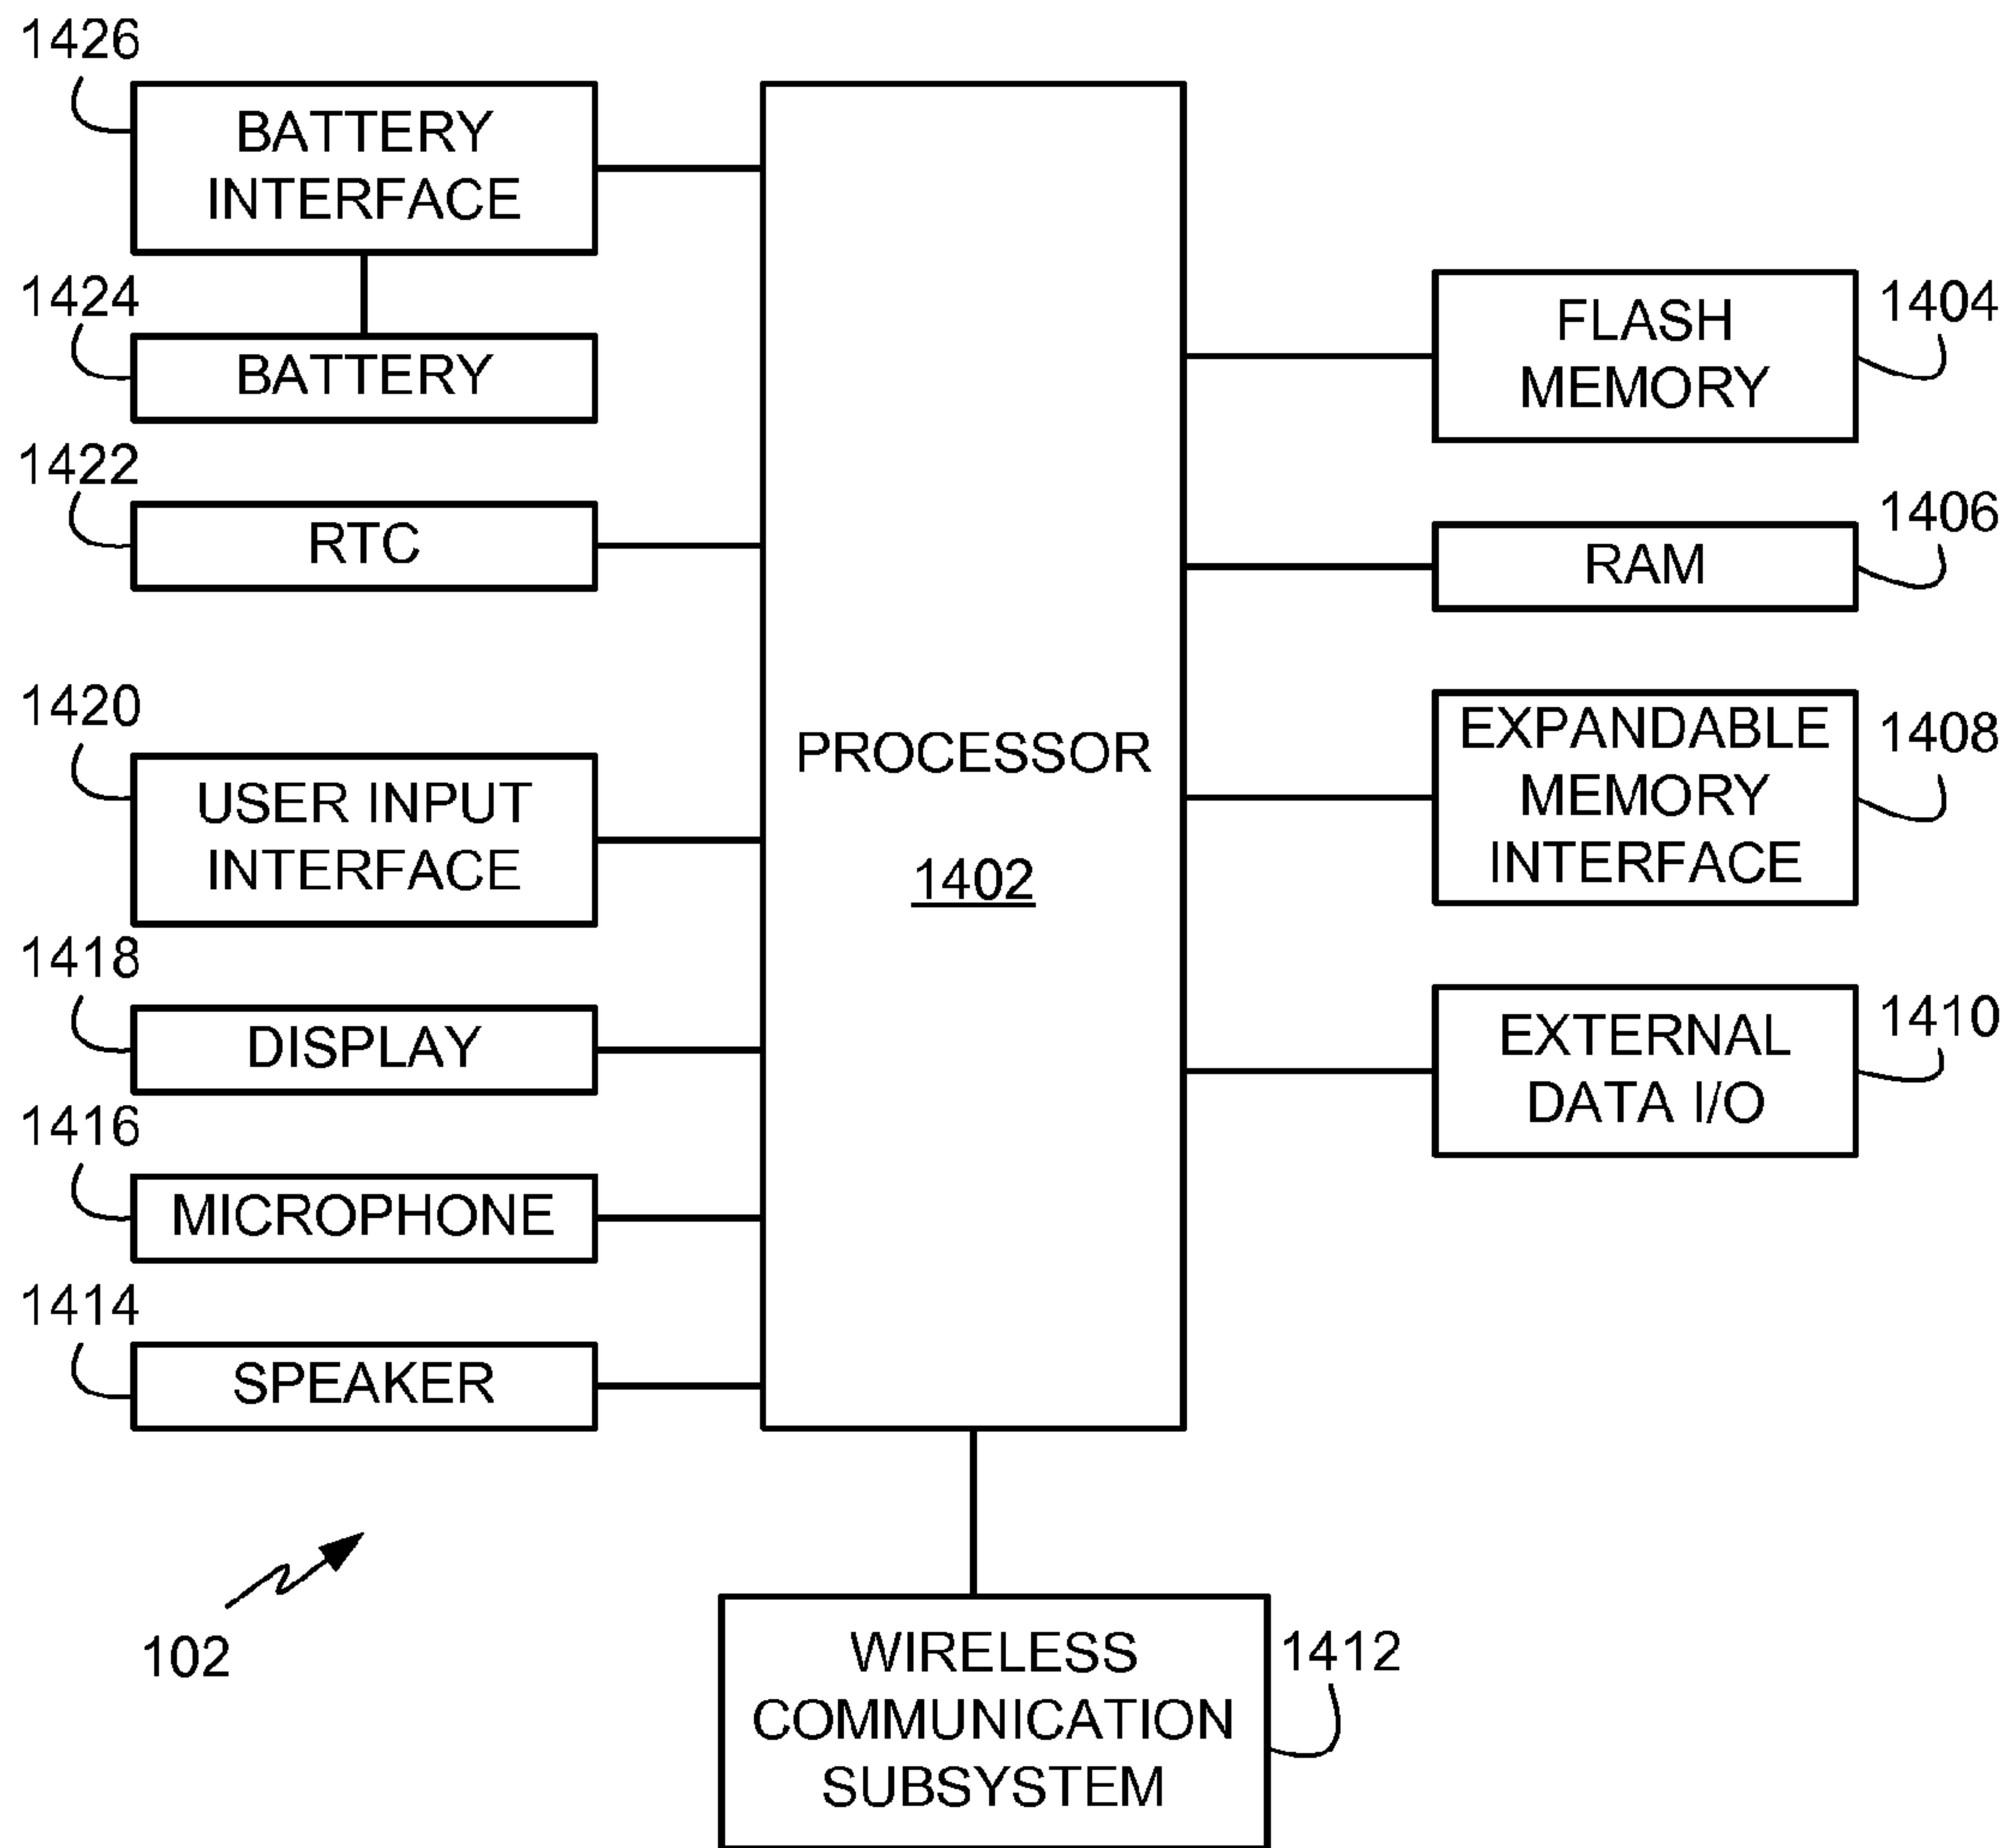 1426
BATTERY
INTERFACE
1424
BATTERY
1422
RTC
1420
USER INPUT
INTERFACE
1418
DISPLAY
1416
MICROPHONE
1414
SPEAKER
102
PROCESSOR
1402
FLASH
MEMORY
1404
RAM
1406
EXPANDABLE
MEMORY
INTERFACE
1408
EXTERNAL
DATA I/O
1410
WIRELESS
COMMUNICATION
SUBSYSTEM
1412